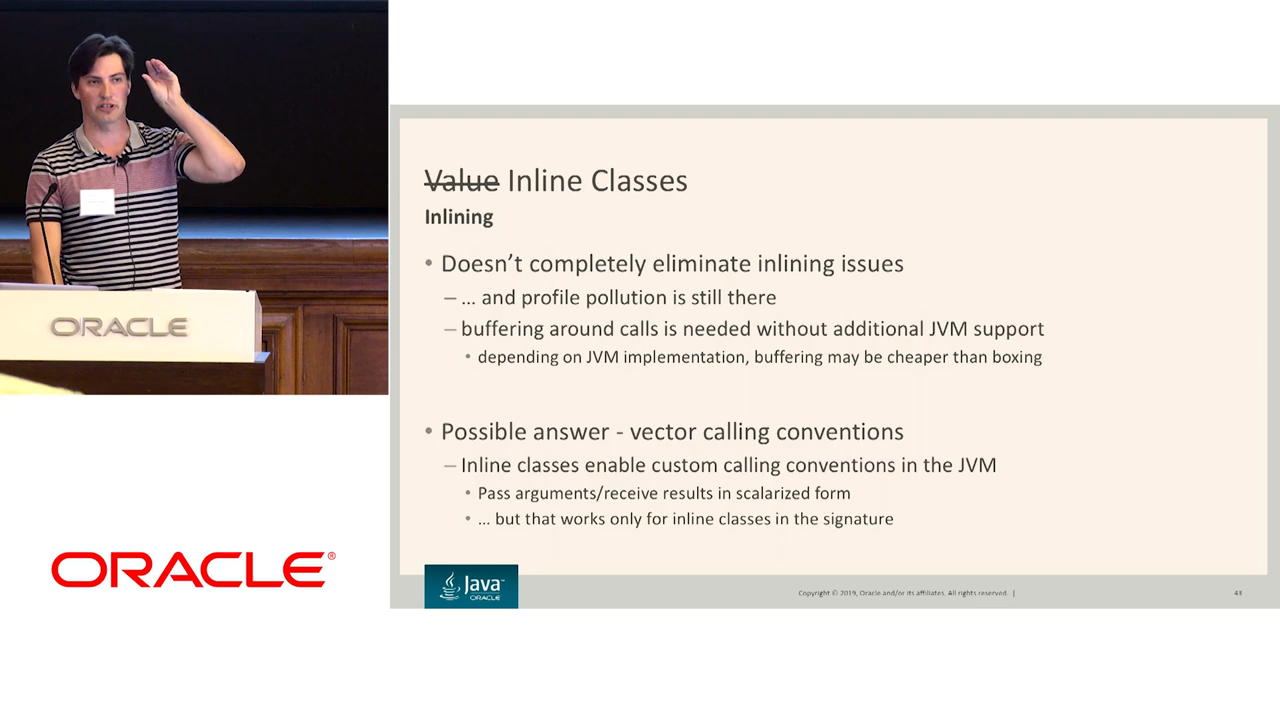 ORACLE
ORACLE®
Value Inline Classes
Inlining
• Doesn’t completely eliminate inlining issues
– … and profile pollution is still there
– buffering around calls is needed without additional JVM support
• depending on JVM implementation, buffering may be cheaper than boxing
• Possible answer - vector calling conventions
– Inline classes enable custom calling conventions in the JVM
• Pass arguments/receive results in scalarized form
• … but that works only for inline classes in the signature
Java™
ORACLE
Copyright © 2019, Oracle and/or its affiliates. All rights reserved. |